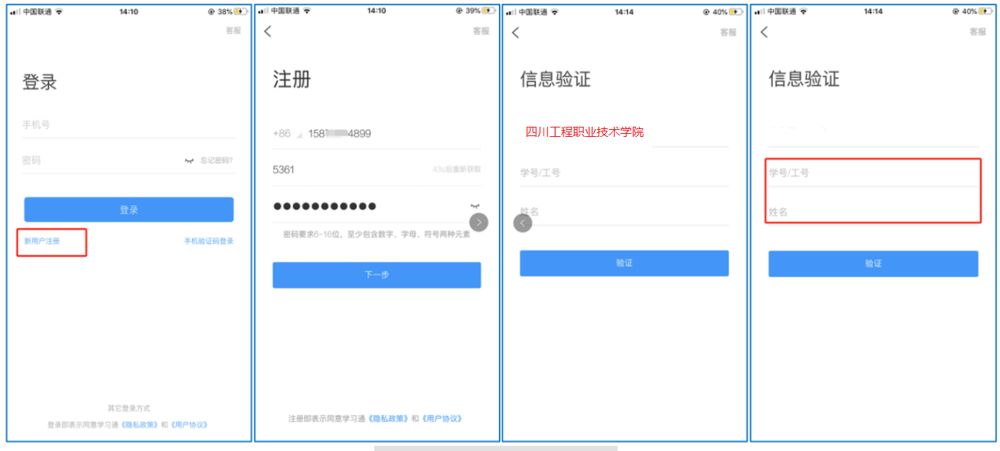 中国联通 14:10 38%
客服
登录
手机号
密码 忘记密码?
登录
新用户注册 手机验证码登录
其它登录方式
登录即表示同意学习通《隐私政策》和《用户协议》
中国联通 14:10 39%
客服
注册
+86 158 4899
5361 43s后重新获取
●●●●●●●●●●●
密码要求6-16位，至少包含数字、字母、符号两种元素
下一步
注册即表示同意学习通《隐私政策》和《用户协议》
中国联通 14:14 40%
客服
信息验证
四川工程职业技术学院
学号/工号
姓名
验证
中国联通 14:14 40%
客服
信息验证
学号/工号
姓名
验证